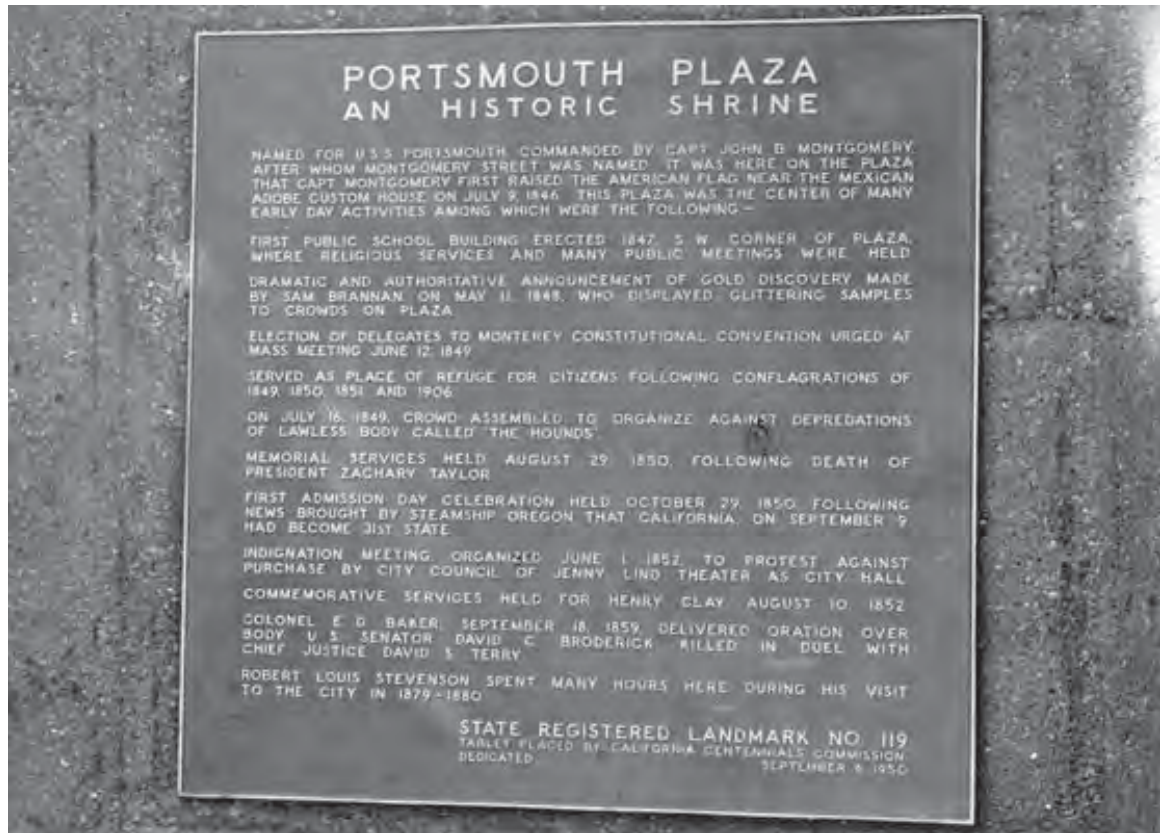 PORTSMOUTH PLAZA
AN HISTORIC SHRINE
NAMED FOR U.S.S. PORTSMOUTH, COMMANDED BY CAPT. JOHN B. MONTGOMERY,
AFTER WHOM MONTGOMERY STREET WAS NAMED. IT WAS HERE ON THE PLAZA
THAT CAPT. MONTGOMERY FIRST RAISED THE AMERICAN FLAG NEAR THE MEXICAN
ADOBE CUSTOM HOUSE ON JULY 9, 1846. THIS PLAZA WAS THE CENTER OF MANY
EARLY DAY ACTIVITIES AMONG WHICH WERE THE FOLLOWING:-
FIRST PUBLIC SCHOOL BUILDING ERECTED 1847, S.W. CORNER OF PLAZA,
WHERE RELIGIOUS SERVICES AND MANY PUBLIC MEETINGS WERE HELD.
DRAMATIC AND AUTHORITATIVE ANNOUNCEMENT OF GOLD DISCOVERY MADE
BY SAM BRANNAN, ON MAY 11, 1848, WHO DISPLAYED GLITTERING SAMPLES
TO CROWDS ON PLAZA.
ELECTION OF DELEGATES TO MONTEREY CONSTITUTIONAL CONVENTION URGED AT
MASS MEETING JUNE 12, 1849.
SERVED AS PLACE OF REFUGE FOR CITIZENS FOLLOWING CONFLAGRATIONS OF
1849, 1850, 1851, AND 1906.
ON JULY 16, 1849, CROWD ASSEMBLED TO ORGANIZE AGAINST DEPREDATIONS
OF LAWLESS BODY CALLED "THE HOUNDS".
MEMORIAL SERVICES HELD AUGUST 29, 1850, FOLLOWING DEATH OF
PRESIDENT ZACHARY TAYLOR.
FIRST ADMISSION DAY CELEBRATION HELD OCTOBER 29, 1850, FOLLOWING
NEWS BROUGHT BY STEAMSHIP OREGON THAT CALIFORNIA, ON SEPTEMBER 9,
HAD BECOME 31ST STATE.
INDIGNATION MEETING, ORGANIZED JUNE 1, 1852, TO PROTEST AGAINST
PURCHASE BY CITY COUNCIL OF JENNY LIND THEATER AS CITY HALL.
COMMEMORATIVE SERVICES HELD FOR HENRY CLAY, AUGUST 10, 1852.
COLONEL E. D. BAKER, SEPTEMBER 18, 1859, DELIVERED ORATION OVER
BODY U.S. SENATOR DAVID C. BRODERICK KILLED IN DUEL WITH
CHIEF JUSTICE DAVID S. TERRY.
ROBERT LOUIS STEVENSON SPENT MANY HOURS HERE DURING HIS VISIT
TO THE CITY IN 1879-1880.
STATE REGISTERED LANDMARK NO. 119
TABLET PLACED BY CALIFORNIA CENTENNIALS COMMISSION.
DEDICATED SEPTEMBER 8, 1950